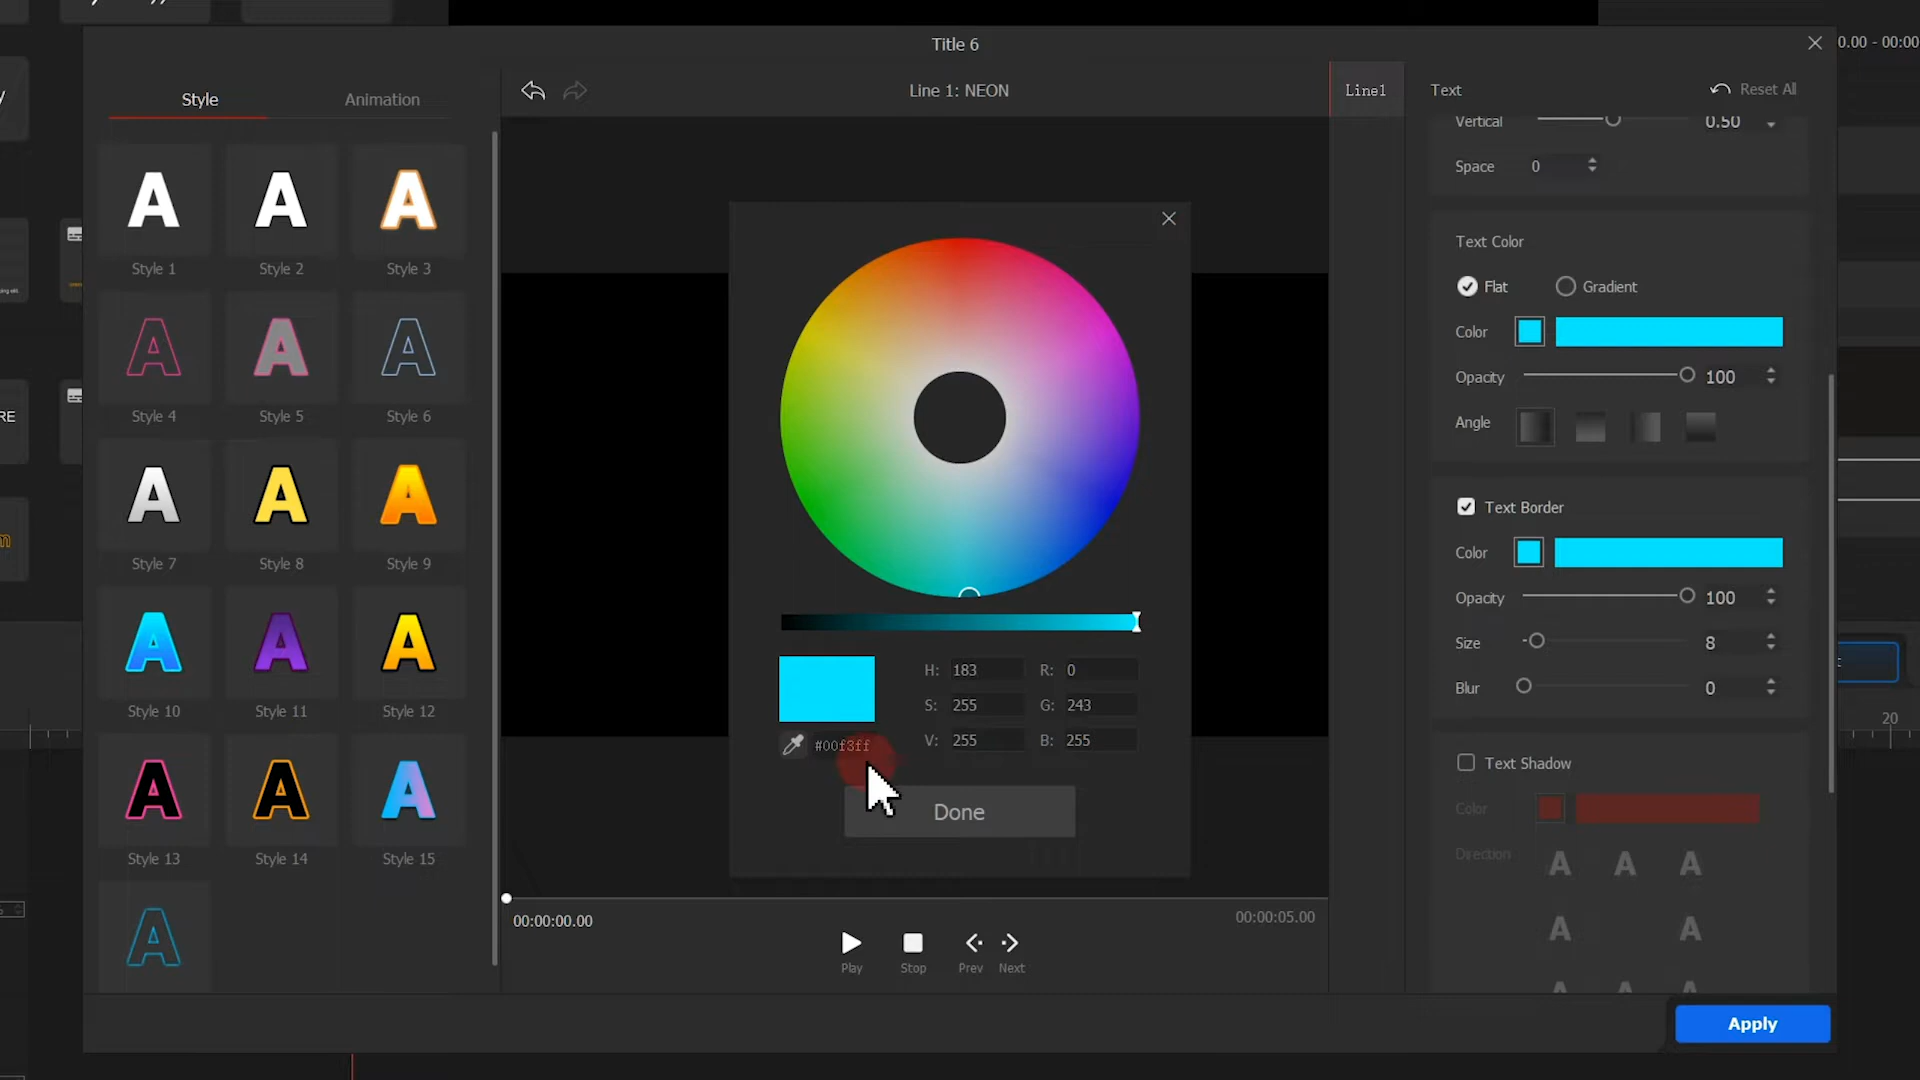 Title 6
0.00 - 00:00
Style
Animation
Line 1: NEON
Line1
Text
Reset All
Vertical
0.50
Space
0
Style 1
Style 2
Style 3
Text Color
Flat
Gradient
Color
Opacity
100
Angle
Style 4
Style 5
Style 6
RE
Text Border
Color
Opacity
100
Size
8
Blur
0
Style 7
Style 8
Style 9
H: 183
R: 0
S: 255
G: 243
V: 255
B: 255
#00f3ff
Done
Style 10
Style 11
Style 12
20
Text Shadow
Color
Direction
Style 13
Style 14
Style 15
00:00:00.00
00:00:05.00
Play
Stop
Prev
Next
Apply